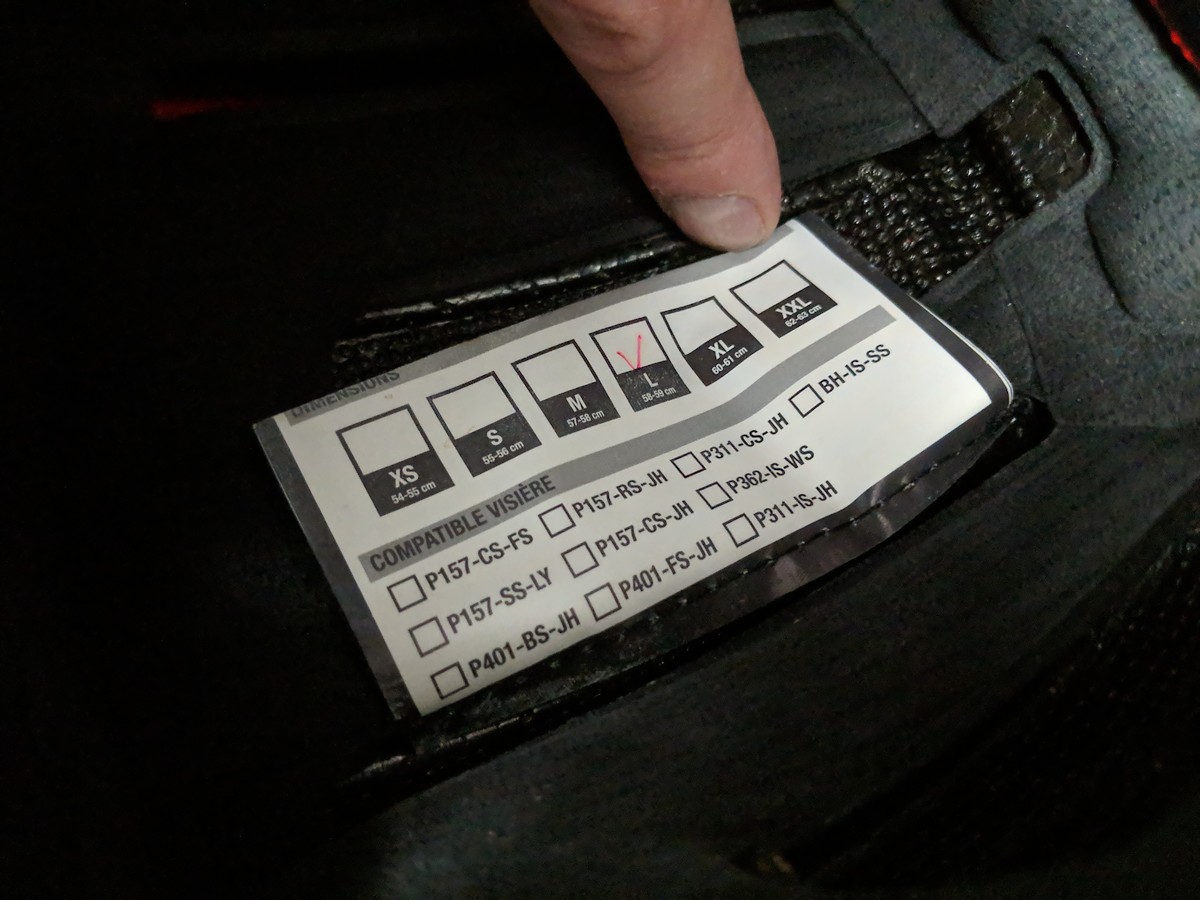 DIMENSIONS
XS S M L XL XXL
54-55 cm 55-56 cm 57-58 cm 58-59 cm 60-61 cm 62-63 cm
COMPATIBLE VISIÈRE
P157-CS-FS P157-RS-JH P311-CS-JH BH-IS-SS
P157-SS-LY P157-CS-JH P362-IS-WS
P401-BS-JH P401-FS-JH P311-IS-JH